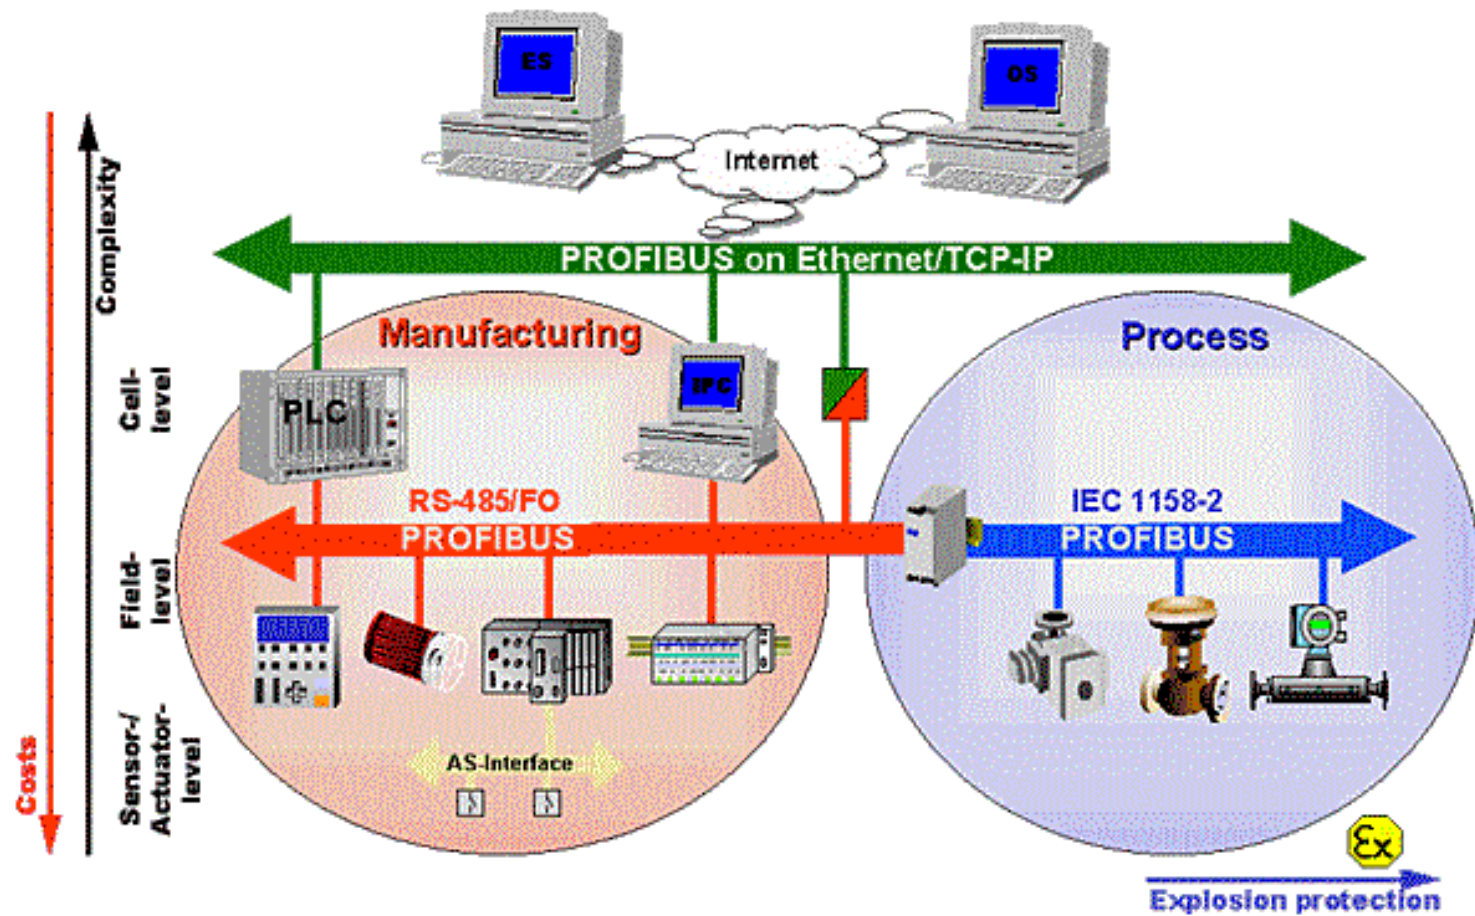 ES
OS
Internet
Complexity
PROFIBUS on Ethernet/TCP-IP
Manufacturing
Process
Cell-
level
PLC
IPC
RS-485/FO
PROFIBUS
IEC 1158-2
PROFIBUS
Field-
level
Sensor-/
Actuator-
level
Costs
AS-Interface
εx
Explosion protection